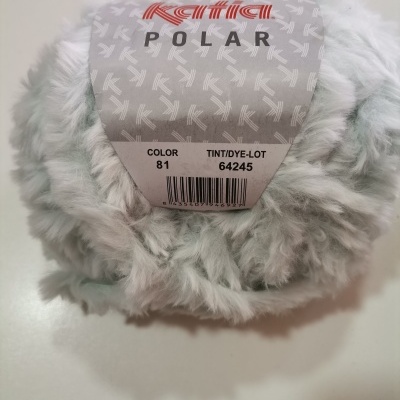 Katia
POLAR
COLOR TINT/DYE-LOT
81 64245